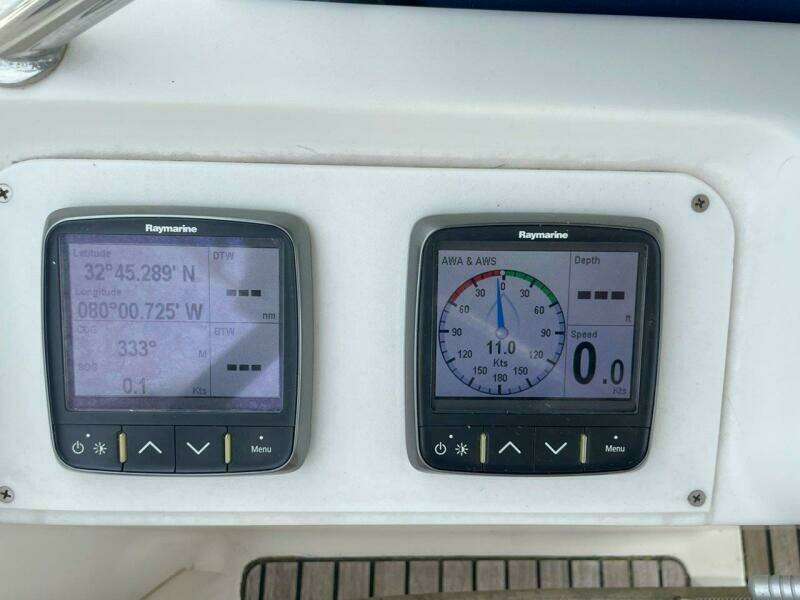 Raymarine
Latitude
32°45.289' N
Longitude
080°00.725' W
COG
333° M
SOG
0.1 Kts
DTW
--- nm
BTW
---
Menu
Raymarine
AWA & AWS
0
30 30
60 60
90 90
120 120
150 150
180
11.0
Kts
Depth
--- ft
Speed
0.0
Kts
Menu